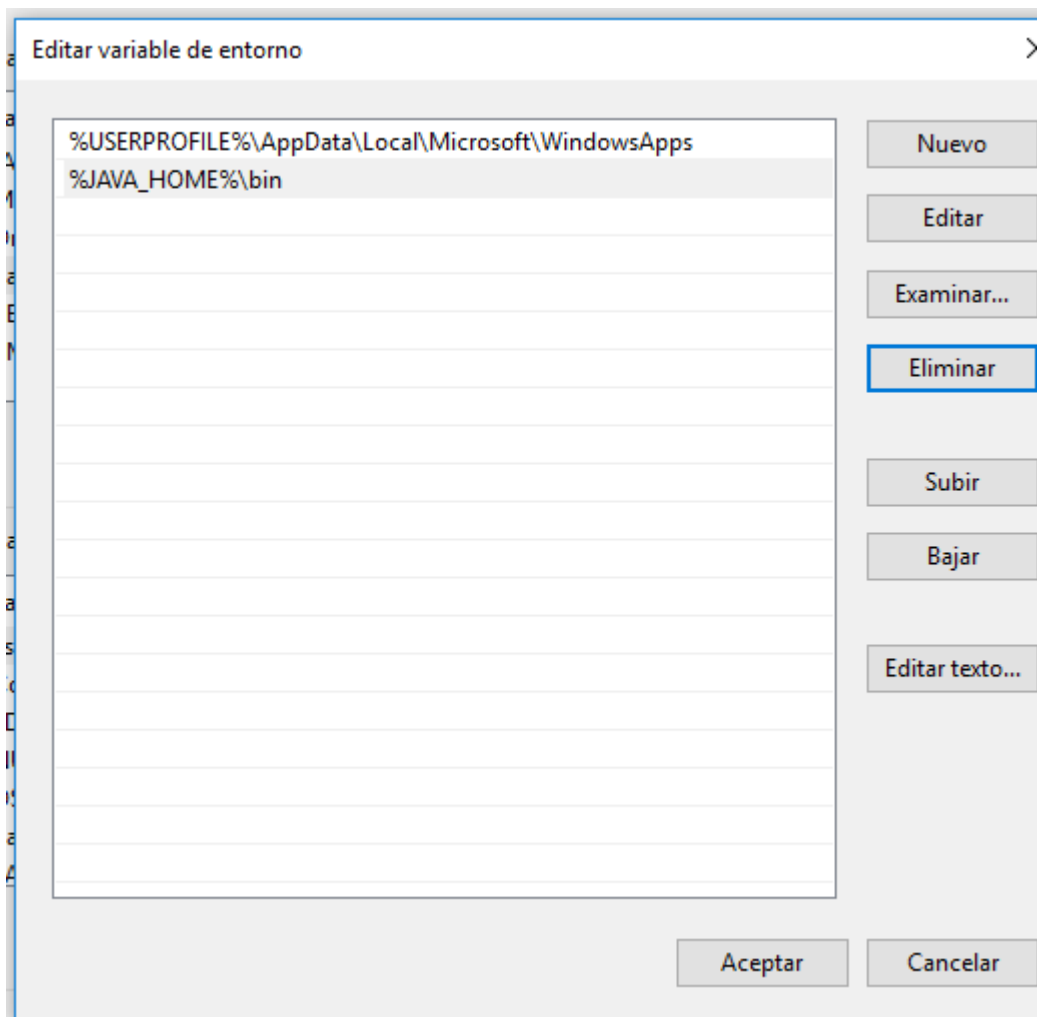 Editar variable de entorno
%USERPROFILE%\AppData\Local\Microsoft\WindowsApps
%JAVA_HOME%\bin
Nuevo
Editar
Examinar...
Eliminar
Subir
Bajar
Editar texto...
Aceptar
Cancelar